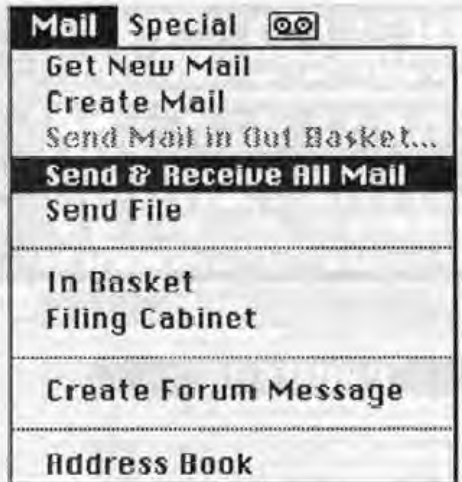 Mail Special
Get New Mail
Create Mail
Send Mail in Out Basket...
Send & Receive All Mail
Send File
In Basket
Filing Cabinet
Create Forum Message
Address Book